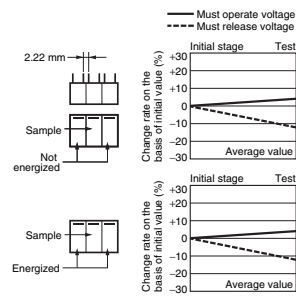 Must operate voltage
Must release voltage
2.22 mm
Sample
Not
energized
Initial stage Test
Change rate on the
basis of initial value (%)
+30
+20
+10
0
−10
−20
−30
Average value
Sample
Energized
Initial stage Test
Change rate on the
basis of initial value (%)
+30
+20
+10
0
−10
−20
−30
Average value